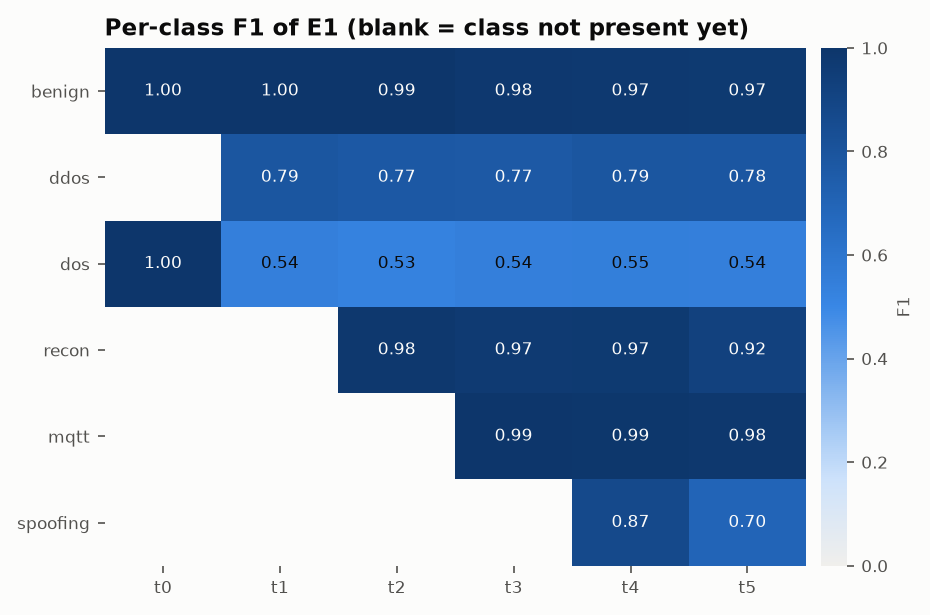 Per-class F1 of E1 (blank = class not present yet)
benign 1.00 1.00 0.99 0.98 0.97 0.97
ddos 0.79 0.77 0.77 0.79 0.78
dos 1.00 0.54 0.53 0.54 0.55 0.54
recon 0.98 0.97 0.97 0.92
mqtt 0.99 0.99 0.98
spoofing 0.87 0.70
t0 t1 t2 t3 t4 t5
1.0
0.8
0.6
0.4
0.2
0.0
F1